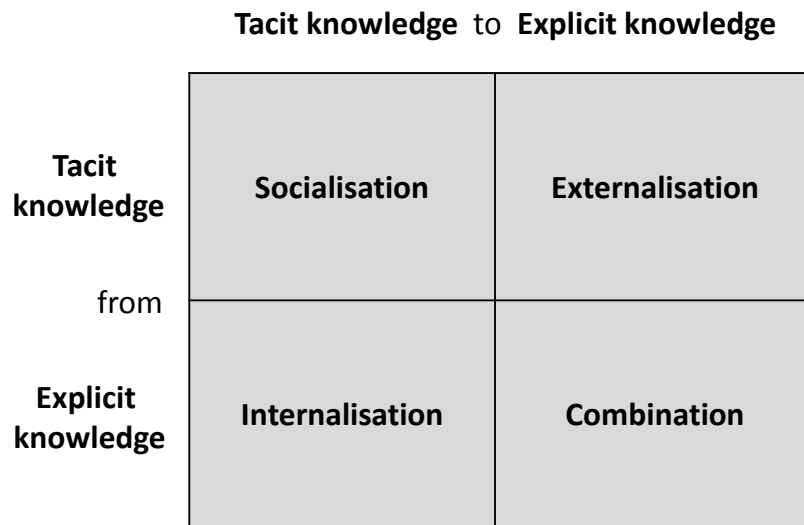 Tacit knowledge to Explicit knowledge
Tacit
knowledge
Socialisation
Externalisation
from
Explicit
knowledge
Internalisation
Combination